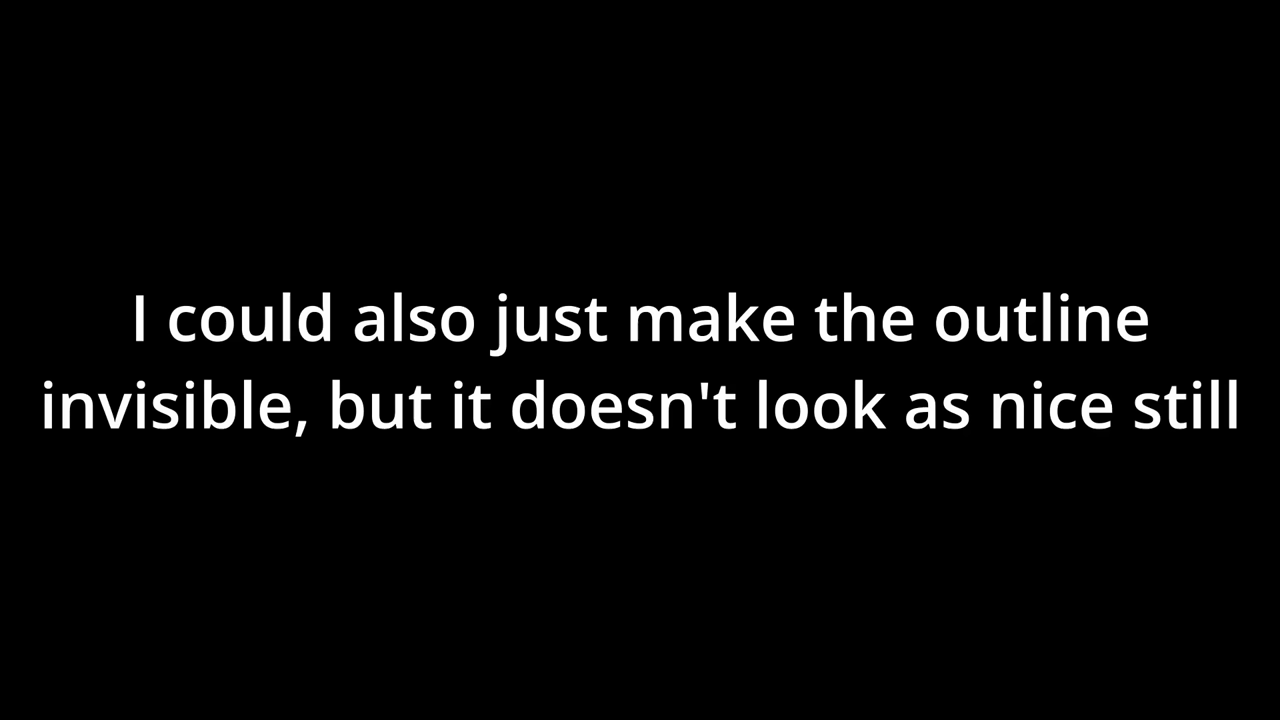 I could also just make the outline
invisible, but it doesn't look as nice still